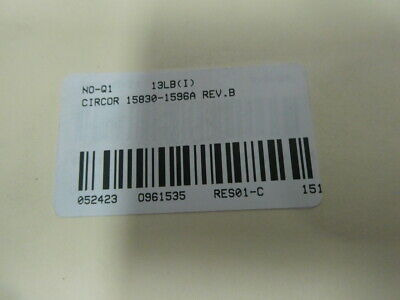 NO-Q1 13LB(I)
CIRCOR 15830-1596A REV.B
052423 0961535 RES01-C 151